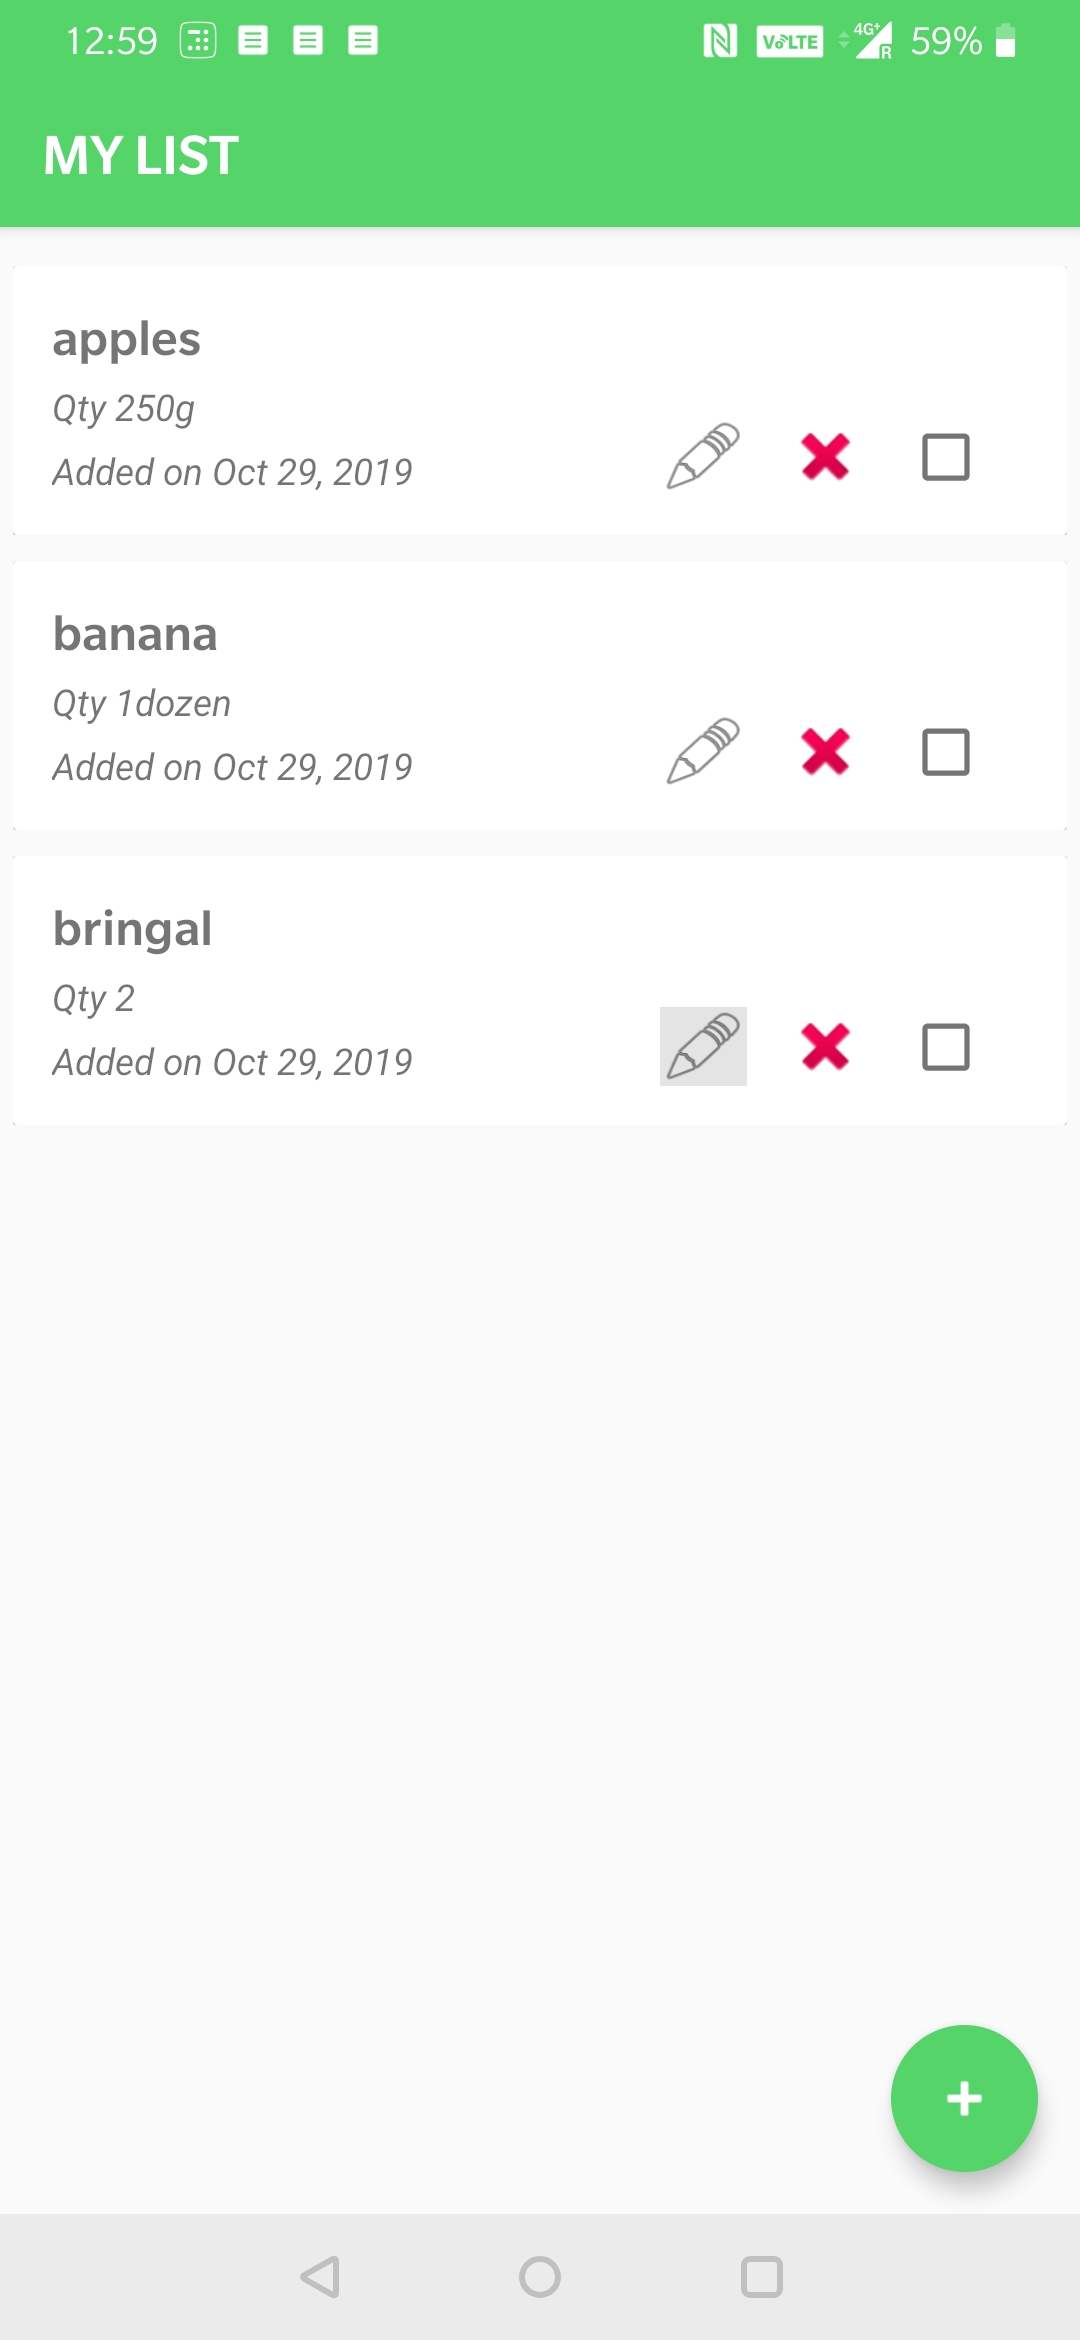 12:59 VoLTE 4G+ R 59%
MY LIST
apples
Qty 250g
Added on Oct 29, 2019
banana
Qty 1dozen
Added on Oct 29, 2019
bringal
Qty 2
Added on Oct 29, 2019